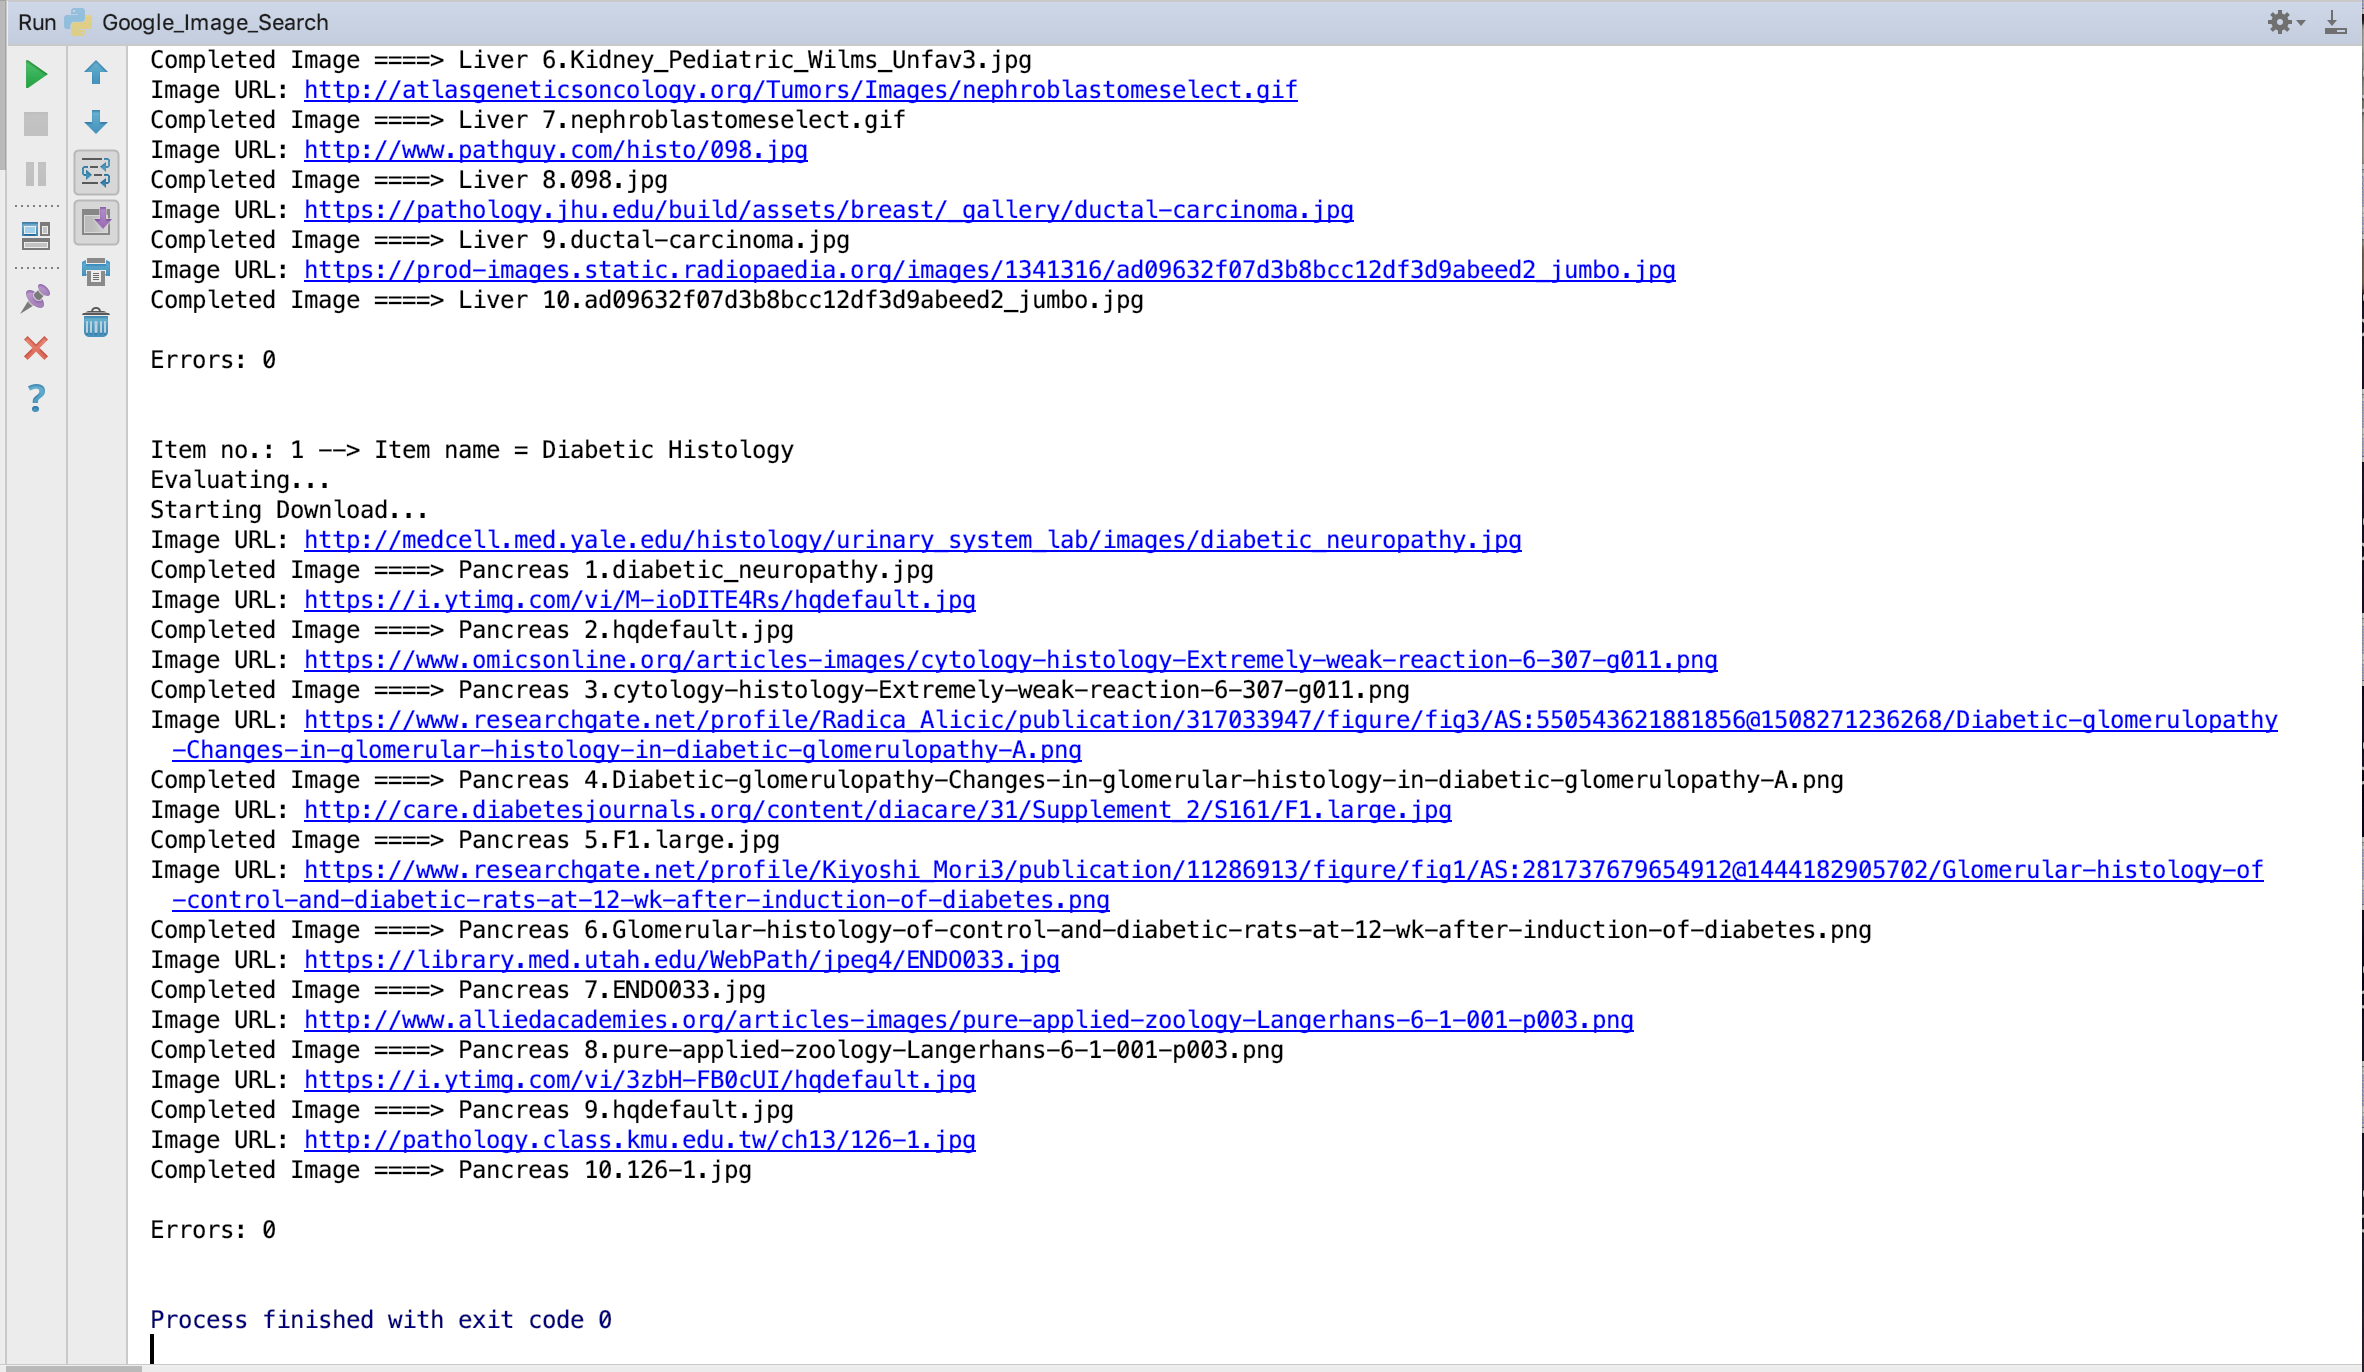 Run Google_Image_Search
Completed Image ====> Liver 6.Kidney_Pediatric_Wilms_Unfav3.jpg
Image URL: http://atlasgeneticsoncology.org/Tumors/Images/nephroblastomeselect.gif
Completed Image ====> Liver 7.nephroblastomeselect.gif
Image URL: http://www.pathguy.com/histo/098.jpg
Completed Image ====> Liver 8.098.jpg
Image URL: https://pathology.jhu.edu/build/assets/breast/_gallery/ductal-carcinoma.jpg
Completed Image ====> Liver 9.ductal-carcinoma.jpg
Image URL: https://prod-images.static.radiopaedia.org/images/1341316/ad09632f07d3b8bcc12df3d9abeed2_jumbo.jpg
Completed Image ====> Liver 10.ad09632f07d3b8bcc12df3d9abeed2_jumbo.jpg
Errors: 0
Item no.: 1 --> Item name = Diabetic Histology
Evaluating...
Starting Download...
Image URL: http://medcell.med.yale.edu/histology/urinary_system_lab/images/diabetic_neuropathy.jpg
Completed Image ====> Pancreas 1.diabetic_neuropathy.jpg
Image URL: https://i.ytimg.com/vi/M-ioDITE4Rs/hqdefault.jpg
Completed Image ====> Pancreas 2.hqdefault.jpg
Image URL: https://www.omicsonline.org/articles-images/cytology-histology-Extremely-weak-reaction-6-307-g011.png
Completed Image ====> Pancreas 3.cytology-histology-Extremely-weak-reaction-6-307-g011.png
Image URL: https://www.researchgate.net/profile/Radica_Alicic/publication/317033947/figure/fig3/AS:550543621881856@1508271236268/Diabetic-glomerulopathy
-Changes-in-glomerular-histology-in-diabetic-glomerulopathy-A.png
Completed Image ====> Pancreas 4.Diabetic-glomerulopathy-Changes-in-glomerular-histology-in-diabetic-glomerulopathy-A.png
Image URL: http://care.diabetesjournals.org/content/diacare/31/Supplement_2/S161/F1.large.jpg
Completed Image ====> Pancreas 5.F1.large.jpg
Image URL: https://www.researchgate.net/profile/Kiyoshi_Mori3/publication/11286913/figure/fig1/AS:281737679654912@1444182905702/Glomerular-histology-of
-control-and-diabetic-rats-at-12-wk-after-induction-of-diabetes.png
Completed Image ====> Pancreas 6.Glomerular-histology-of-control-and-diabetic-rats-at-12-wk-after-induction-of-diabetes.png
Image URL: https://library.med.utah.edu/WebPath/jpeg4/ENDO033.jpg
Completed Image ====> Pancreas 7.ENDO033.jpg
Image URL: http://www.alliedacademies.org/articles-images/pure-applied-zoology-Langerhans-6-1-001-p003.png
Completed Image ====> Pancreas 8.pure-applied-zoology-Langerhans-6-1-001-p003.png
Image URL: https://i.ytimg.com/vi/3zbH-FB0cUI/hqdefault.jpg
Completed Image ====> Pancreas 9.hqdefault.jpg
Image URL: http://pathology.class.kmu.edu.tw/ch13/126-1.jpg
Completed Image ====> Pancreas 10.126-1.jpg
Errors: 0
Process finished with exit code 0